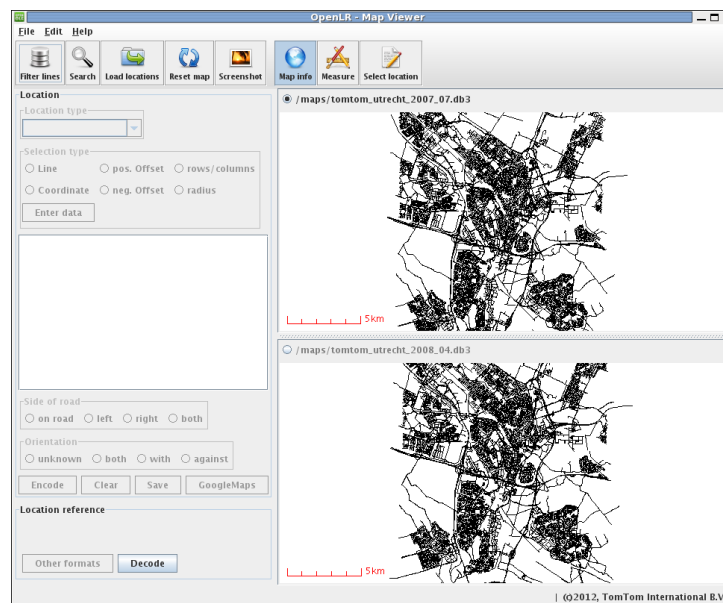 OpenLR - Map Viewer
File Edit Help
Filter lines Search Load locations Reset map Screenshot Map info Measure Select location
Location
Location type
Selection type
Line pos. Offset rows/columns
Coordinate neg. Offset radius
Enter data
Side of road
on road left right both
Orientation
unknown both with against
Encode Clear Save GoogleMaps
Location reference
Other formats Decode
/maps/tomtom_utrecht_2007_07.db3
5km
/maps/tomtom_utrecht_2008_04.db3
5km
| (c)2012, TomTom International B.V